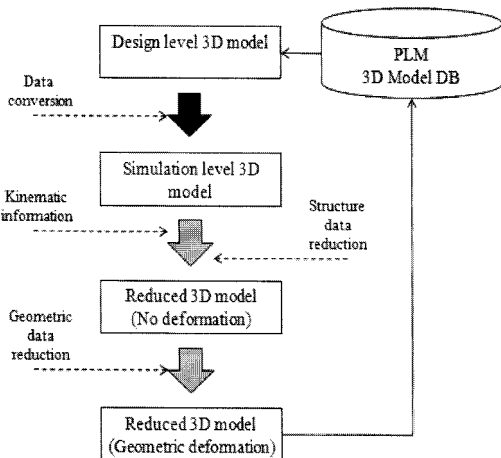 Design level 3D model
PLM
3D Model DB
Data
conversion
Simulation level 3D
model
Kinematic
information
Structure
data
reduction
Reduced 3D model
(No deformation)
Geometric
data
reduction
Reduced 3D model
(Geometric deformation)